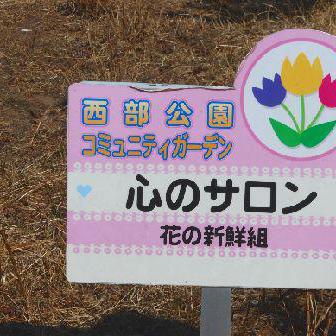 西部公園
コミュニティガーデン
心のサロン
花の新鮮組